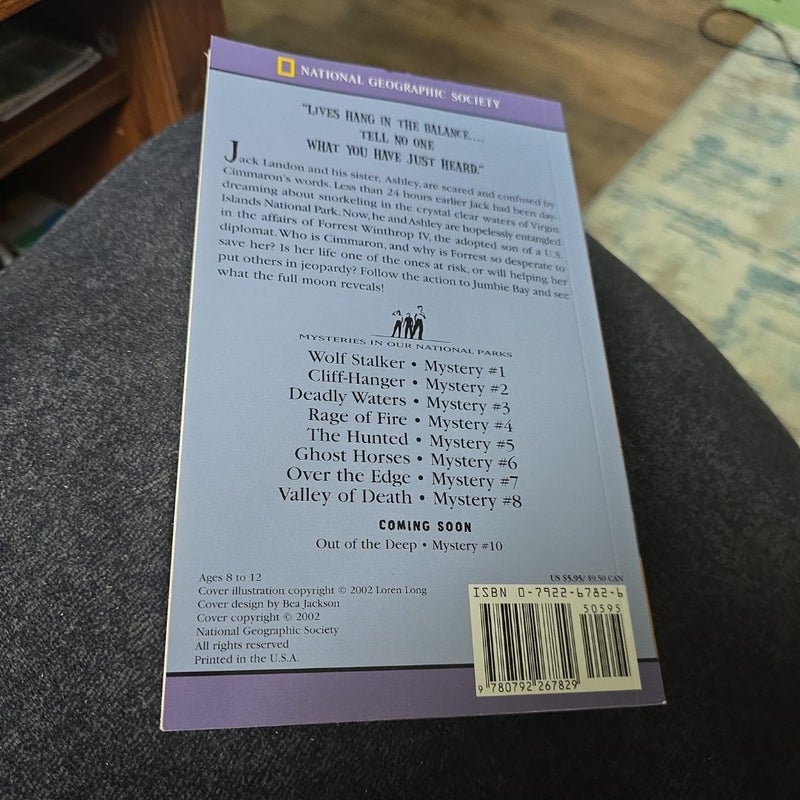 NATIONAL GEOGRAPHIC SOCIETY
"LIVES HANG IN THE BALANCE....
TELL NO ONE
WHAT YOU HAVE JUST HEARD."
Jack Landon and his sister, Ashley, are scared and confused by
Cimmaron's words. Less than 24 hours earlier Jack had been day-
dreaming about snorkeling in the crystal clear waters of Virgin
Islands National Park. Now, he and Ashley are hopelessly entangled
in the affairs of Forrest Winthrop IV, the adopted son of a U.S.
diplomat. Who is Cimmaron, and why is Forrest so desperate to
save her? Is her life one of the ones at risk, or will helping her
put others in jeopardy? Follow the action to Jumbie Bay and see
what the full moon reveals!
MYSTERIES IN OUR NATIONAL PARKS
Wolf Stalker • Mystery #1
Cliff-Hanger • Mystery #2
Deadly Waters • Mystery #3
Rage of Fire • Mystery #4
The Hunted • Mystery #5
Ghost Horses • Mystery #6
Over the Edge • Mystery #7
Valley of Death • Mystery #8
COMING SOON
Out of the Deep • Mystery #10
Ages 8 to 12
Cover illustration copyright © 2002 Loren Long
Cover design by Bea Jackson
Cover copyright © 2002
National Geographic Society
All rights reserved
Printed in the U.S.A.
US $5.95/ $9.50 CAN
ISBN 0-7922-6782-6
50595
9 780792 267829